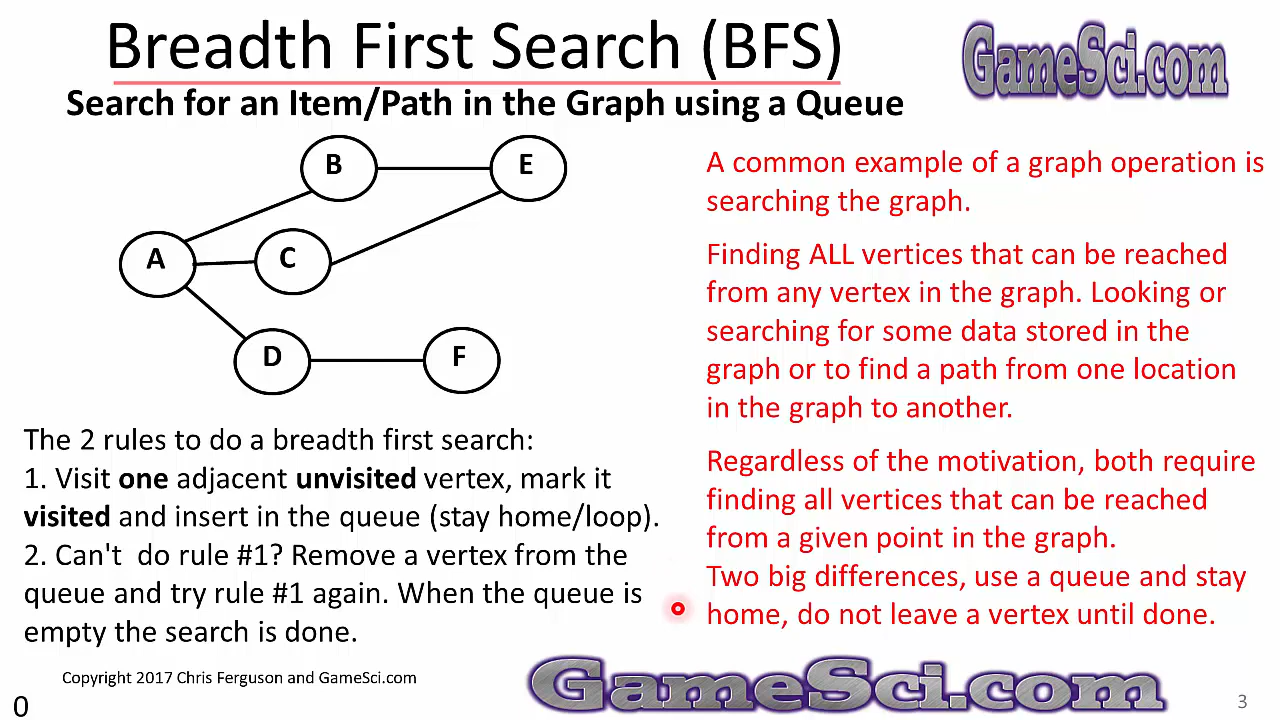 Breadth First Search (BFS)
GameSci.com
Search for an Item/Path in the Graph using a Queue
B
E
A
C
D
F
A common example of a graph operation is
searching the graph.
Finding ALL vertices that can be reached
from any vertex in the graph. Looking or
searching for some data stored in the
graph or to find a path from one location
in the graph to another.
Regardless of the motivation, both require
finding all vertices that can be reached
from a given point in the graph.
Two big differences, use a queue and stay
home, do not leave a vertex until done.
The 2 rules to do a breadth first search:
1. Visit one adjacent unvisited vertex, mark it
visited and insert in the queue (stay home/loop).
2. Can't  do rule #1? Remove a vertex from the
queue and try rule #1 again. When the queue is
empty the search is done.
Copyright 2017 Chris Ferguson and GameSci.com
GameSci.com
0
3